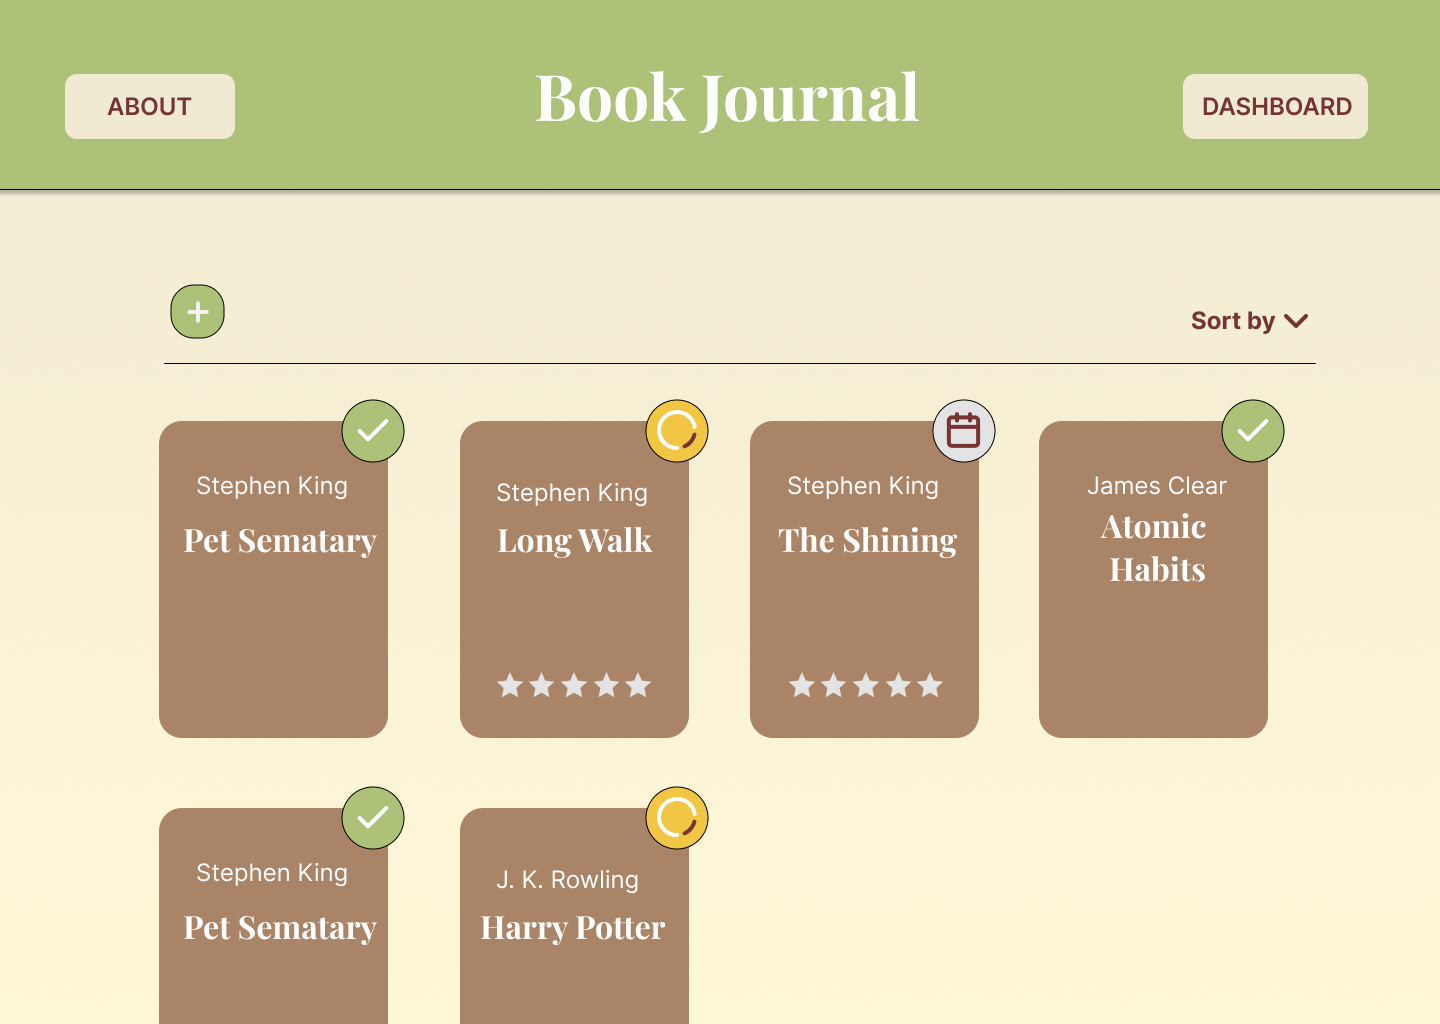 ABOUT
Book Journal
DASHBOARD
Sort by
Stephen King
Pet Sematary
Stephen King
Long Walk
Stephen King
The Shining
James Clear
Atomic
Habits
Stephen King
Pet Sematary
J. K. Rowling
Harry Potter